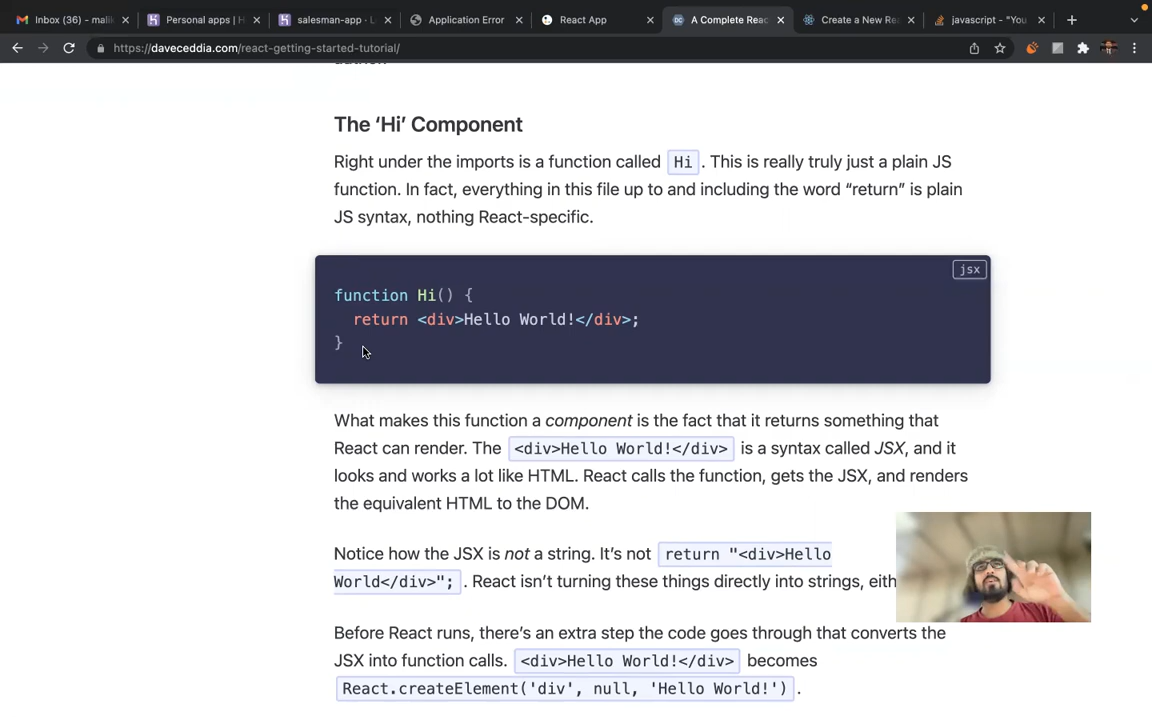 Inbox (36) - mali
Personal apps | H
salesman-app · L
Application Error
React App
A Complete Reac
Create a New Re
javascript - "You
https://daveceddia.com/react-getting-started-tutorial/
The ‘Hi’ Component
Right under the imports is a function called Hi . This is really truly just a plain JS
function. In fact, everything in this file up to and including the word “return” is plain
JS syntax, nothing React-specific.
jsx
function Hi() {
return <div>Hello World!</div>;
}
What makes this function a component is the fact that it returns something that
React can render. The <div>Hello World!</div> is a syntax called JSX, and it
looks and works a lot like HTML. React calls the function, gets the JSX, and renders
the equivalent HTML to the DOM.
Notice how the JSX is not a string. It’s not return "<div>Hello
World</div>"; . React isn’t turning these things directly into strings, eith
Before React runs, there’s an extra step the code goes through that converts the
JSX into function calls. <div>Hello World!</div> becomes
React.createElement('div', null, 'Hello World!') .